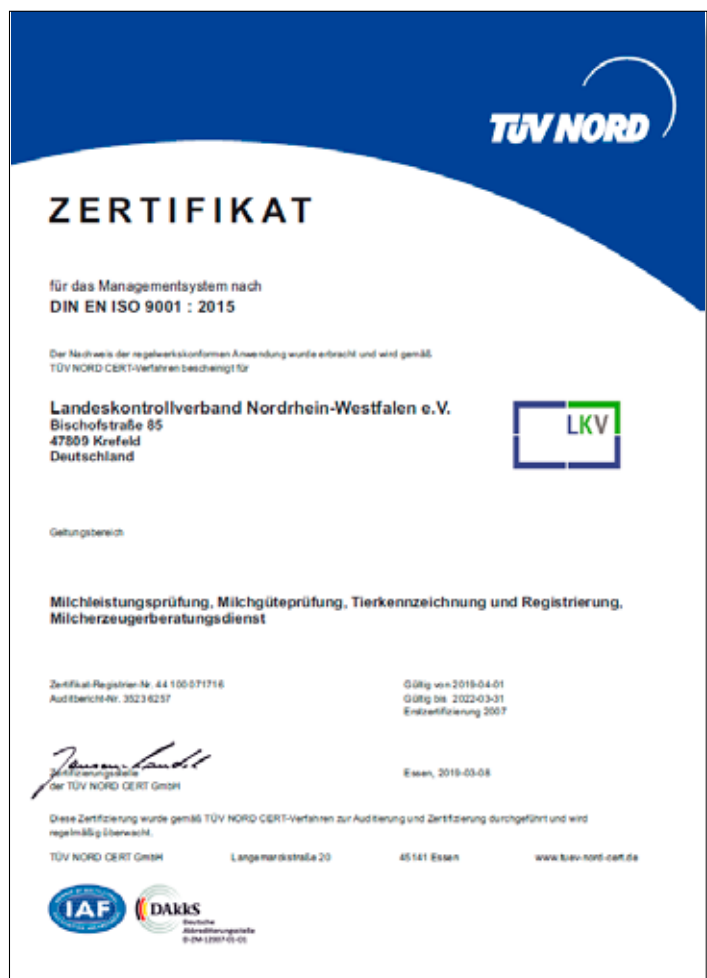 TÜV NORD
ZERTIFIKAT
für das Managementsystem nach
DIN EN ISO 9001 : 2015
Der Nachweis der regelwerkskonformen Anwendung wurde erbracht und wird gemäß
TÜV NORD CERT-Verfahren bescheinigt für
Landeskontrollverband Nordrhein-Westfalen e.V.
Bischofstraße 85
47809 Krefeld
Deutschland
LKV
Geltungsbereich
Milchleistungsprüfung, Milchgüteprüfung, Tierkennzeichnung und Registrierung,
Milcherzeugerberatungsdienst
Zertifikat-Registrier-Nr. 44 100 071716
Auditbericht-Nr. 3523 6257
Gültig von 2019-04-01
Gültig bis 2022-03-31
Erstzertifizierung 2007
Zertifizierungsstelle
der TÜV NORD CERT GmbH
Essen, 2019-03-08
Diese Zertifizierung wurde gemäß TÜV NORD CERT-Verfahren zur Auditierung und Zertifizierung durchgeführt und wird
regelmäßig überwacht.
TÜV NORD CERT GmbH Langemarckstraße 20 45141 Essen www.tuev-nord-cert.de
IAF
DAkkS
Deutsche
Akkreditierungsstelle
D-ZM-12007-01-01